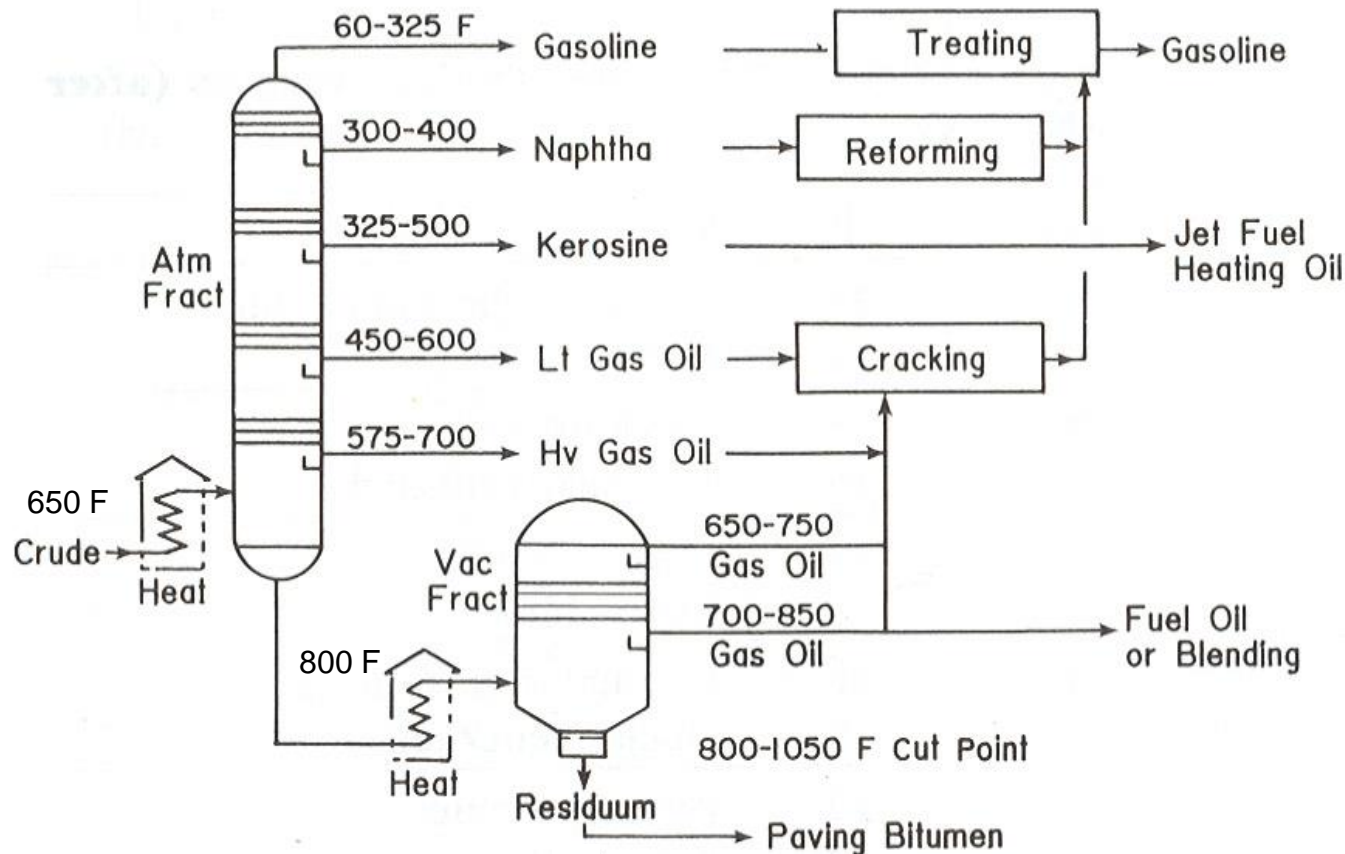 60-325 F
Gasoline
Treating
Gasoline
300-400
Naphtha
Reforming
325-500
Kerosine
Jet Fuel
Heating Oil
Atm
Fract
450-600
Lt Gas Oil
Cracking
575-700
Hv Gas Oil
650 F
Crude
Heat
Vac
Fract
650-750
Gas Oil
700-850
Gas Oil
Fuel Oil
or Blending
800 F
Heat
800-1050 F Cut Point
Residuum
Paving Bitumen